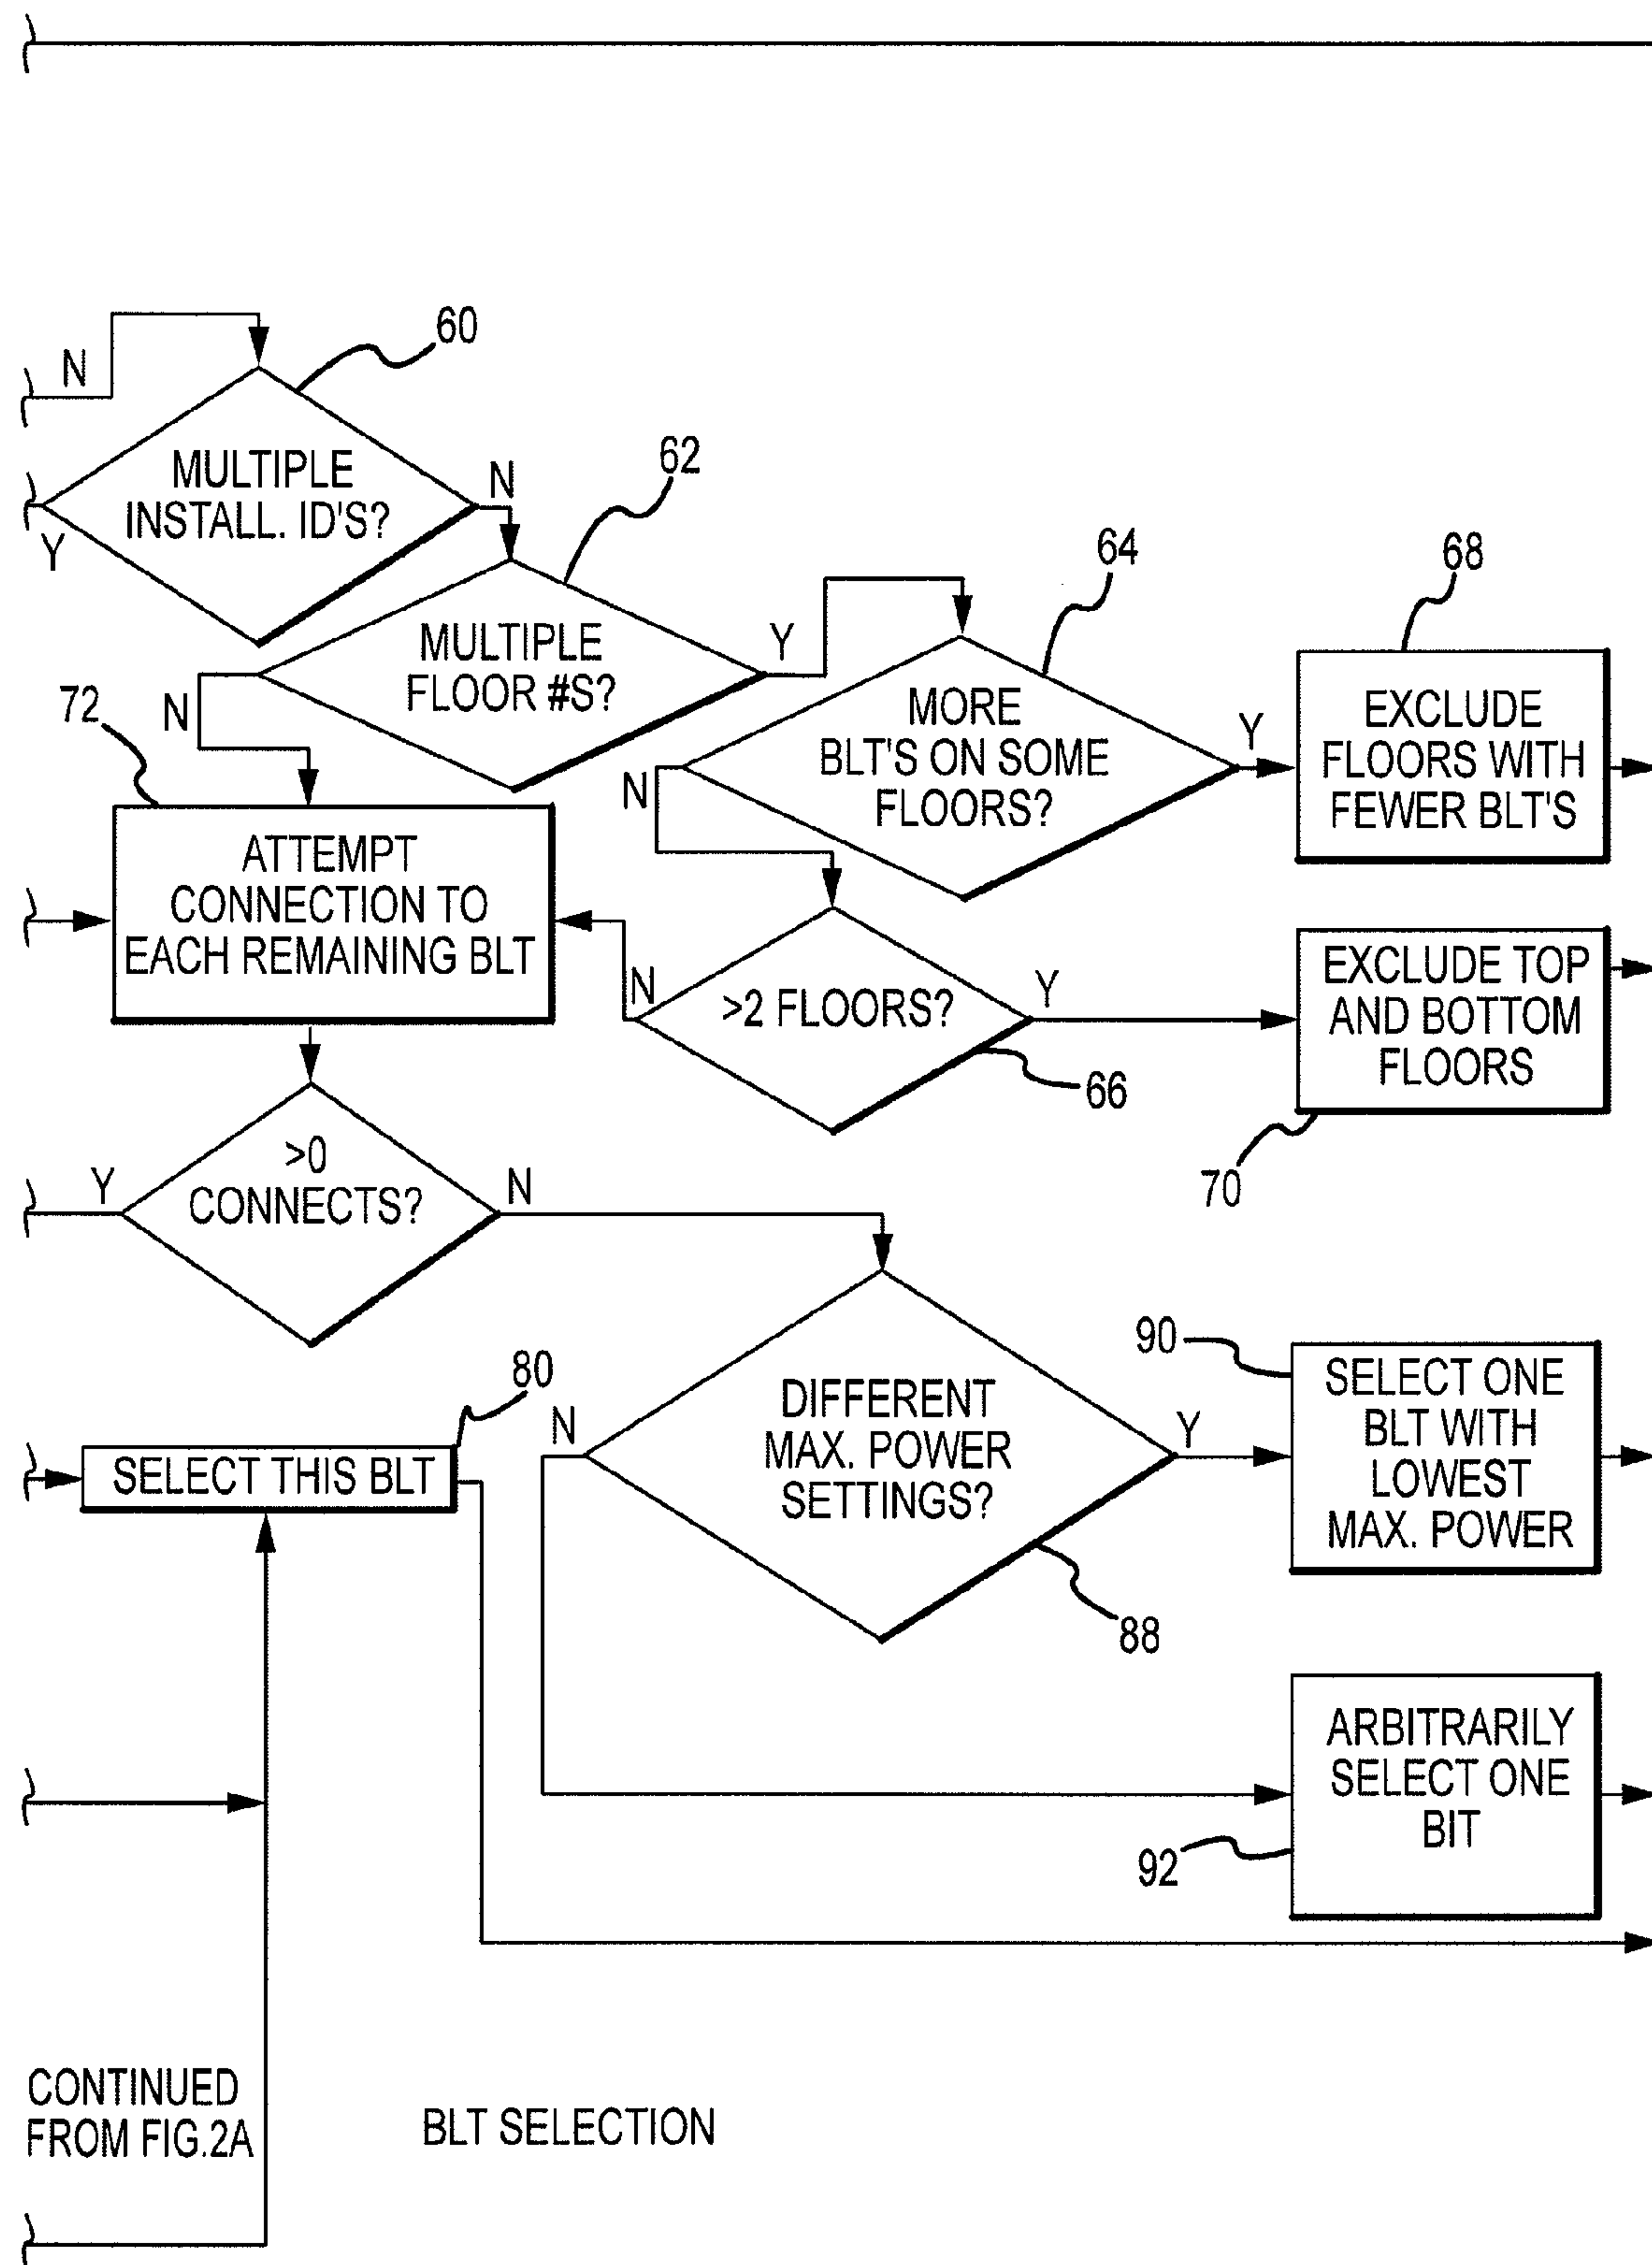 N
60
MULTIPLE
INSTALL. ID'S?
Y
N
62
MULTIPLE
FLOOR #S?
N
Y
64
MORE
BLT'S ON SOME
FLOORS?
N
Y
68
EXCLUDE
FLOORS WITH
FEWER BLT'S
72
ATTEMPT
CONNECTION TO
EACH REMAINING BLT
N
>2 FLOORS?
Y
66
EXCLUDE TOP
AND BOTTOM
FLOORS
70
Y
>0
CONNECTS?
N
80
SELECT THIS BLT
N
DIFFERENT
MAX. POWER
SETTINGS?
Y
88
90
SELECT ONE
BLT WITH
LOWEST
MAX. POWER
92
ARBITRARILY
SELECT ONE
BIT
CONTINUED
FROM FIG.2A
BLT SELECTION